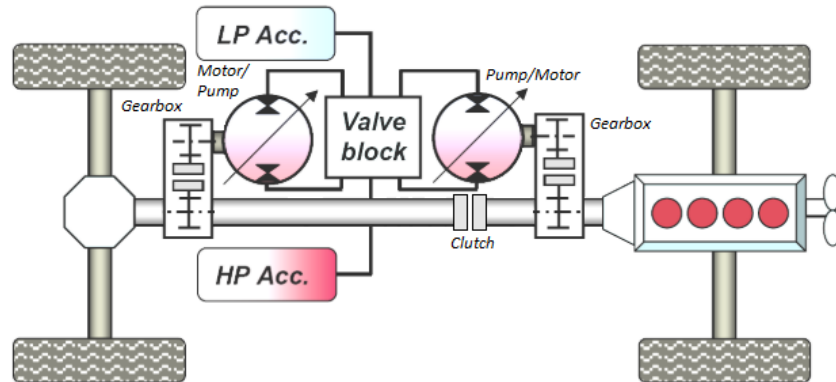 LP Acc.
Motor/
Pump
Pump/Motor
Gearbox
Valve
block
Gearbox
Clutch
HP Acc.